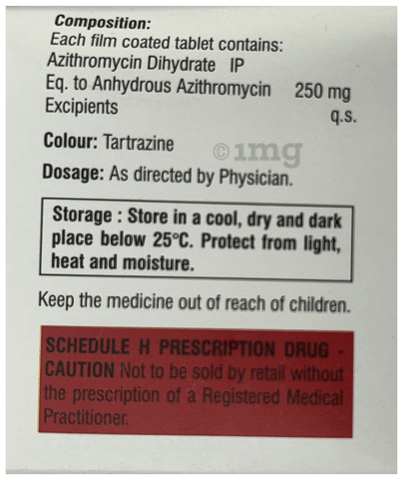 Composition:
Each film coated tablet contains:
Azithromycin Dihydrate IP
Eq. to Anhydrous Azithromycin 250 mg
Excipients q.s.
Colour: Tartrazine
©1mg
Dosage: As directed by Physician.
Storage : Store in a cool, dry and dark
place below 25°C. Protect from light,
heat and moisture.
Keep the medicine out of reach of children.
SCHEDULE H PRESCRIPTION DRUG -
CAUTION Not to be sold by retail without
the prescription of a Registered Medical
Practitioner.